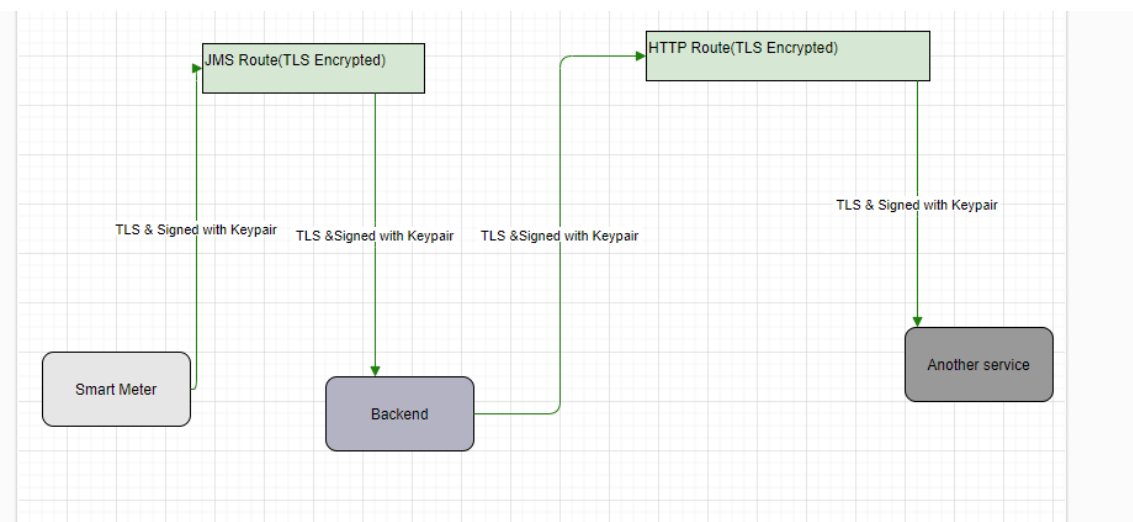 JMS Route(TLS Encrypted)
HTTP Route(TLS Encrypted)
TLS & Signed with Keypair
TLS &Signed with Keypair
TLS &Signed with Keypair
TLS & Signed with Keypair
Smart Meter
Backend
Another service